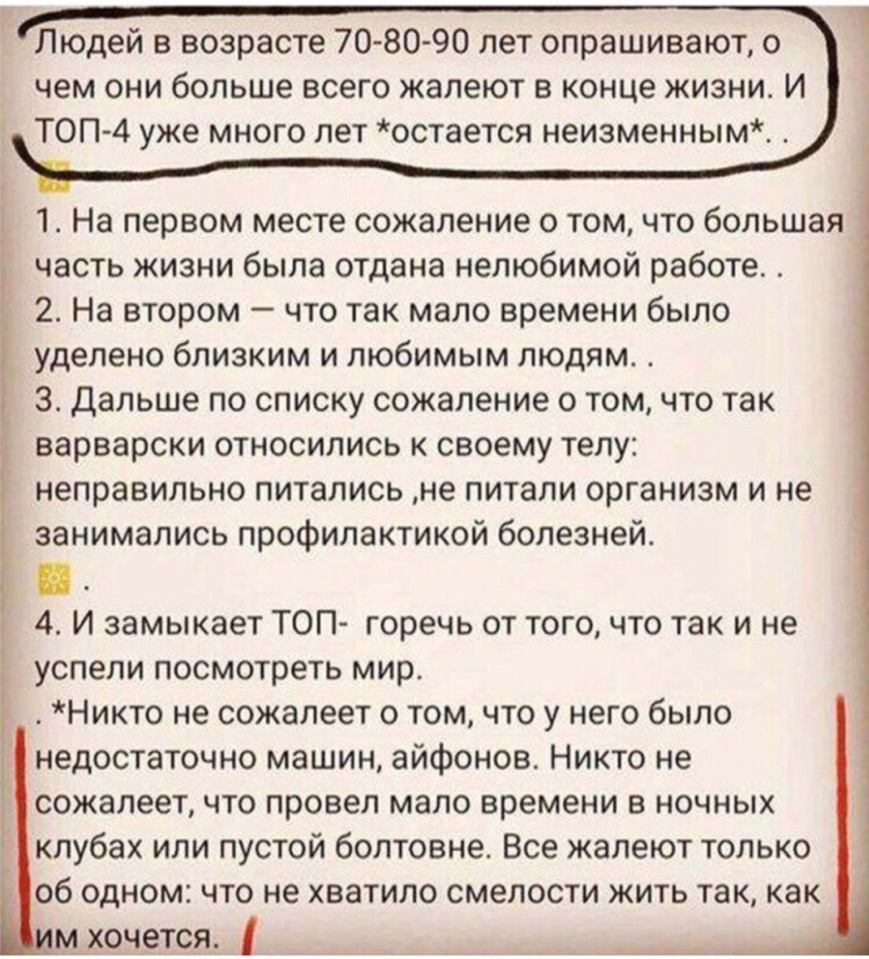 Людей в возрасте 70-80-90 лет опрашивают, о
чем они больше всего жалеют в конце жизни. И
ТОП-4 уже много лет *остается неизменным*. .
1. На первом месте сожаление о том, что большая
часть жизни была отдана нелюбимой работе. .
2. На втором — что так мало времени было
уделено близким и любимым людям. .
3. Дальше по списку сожаление о том, что так
варварски относились к своему телу:
неправильно питались ,не питали организм и не
занимались профилактикой болезней.
.
4. И замыкает ТОП- горечь от того, что так и не
успели посмотреть мир.
. *Никто не сожалеет о том, что у него было
недостаточно машин, айфонов. Никто не
сожалеет, что провел мало времени в ночных
клубах или пустой болтовне. Все жалеют только
об одном: что не хватило смелости жить так, как
им хочется.